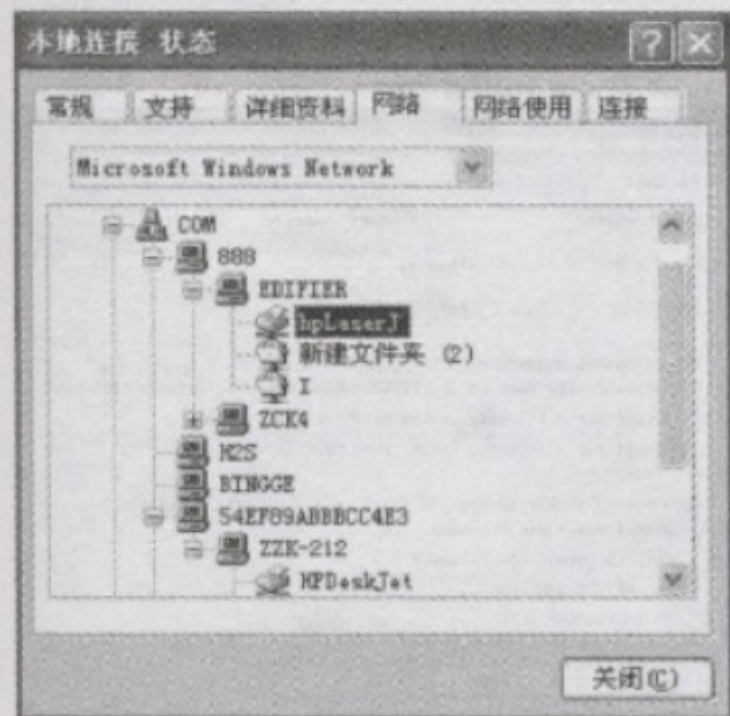 本地连接 状态
常规 支持 详细资料 网络 网络使用 连接
Microsoft Windows Network
COM
888
EDIFIER
hpLaserJ
新建文件夹 (2)
I
ZCK4
H2S
BINGGE
54EF89ABBBCC4E3
ZZK-212
HPDeskJet
关闭(C)